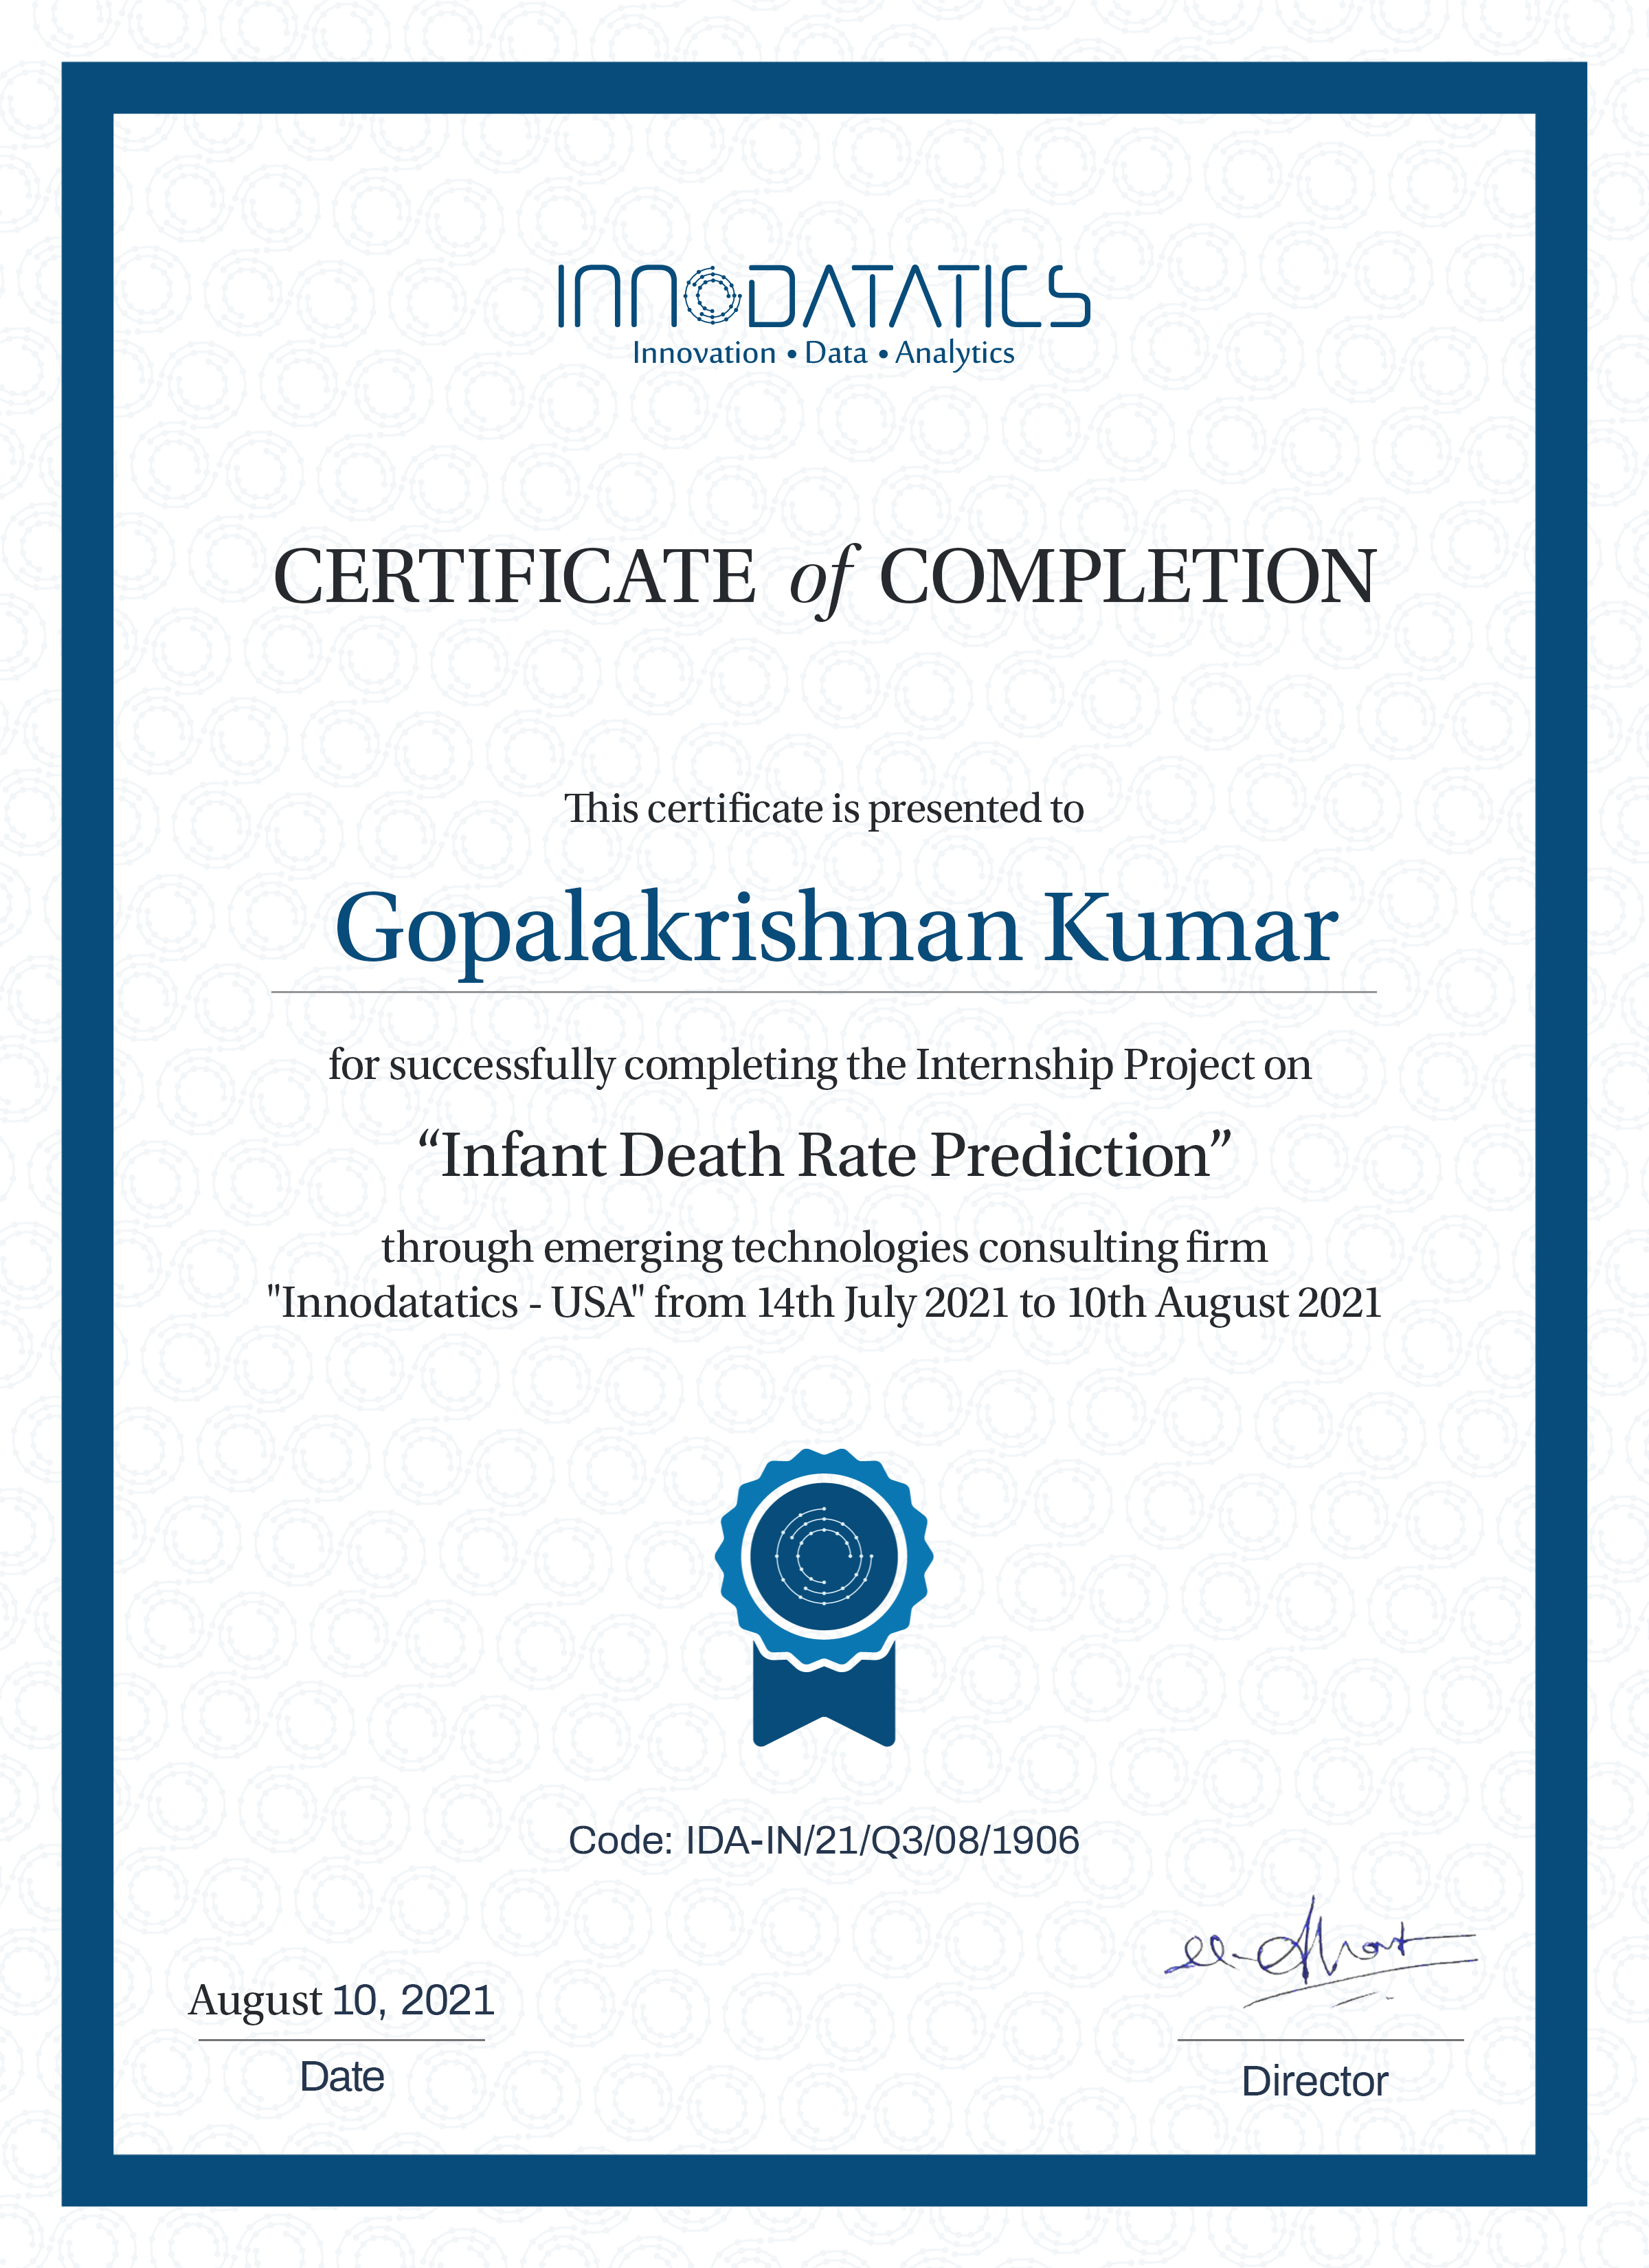 INNODATATICS
Innovation • Data • Analytics
CERTIFICATE of COMPLETION
This certificate is presented to
Gopalakrishnan Kumar
for successfully completing the Internship Project on
“Infant Death Rate Prediction”
through emerging technologies consulting firm
"Innodatatics - USA" from 14th July 2021 to 10th August 2021
Code: IDA-IN/21/Q3/08/1906
August 10, 2021
Date
Director